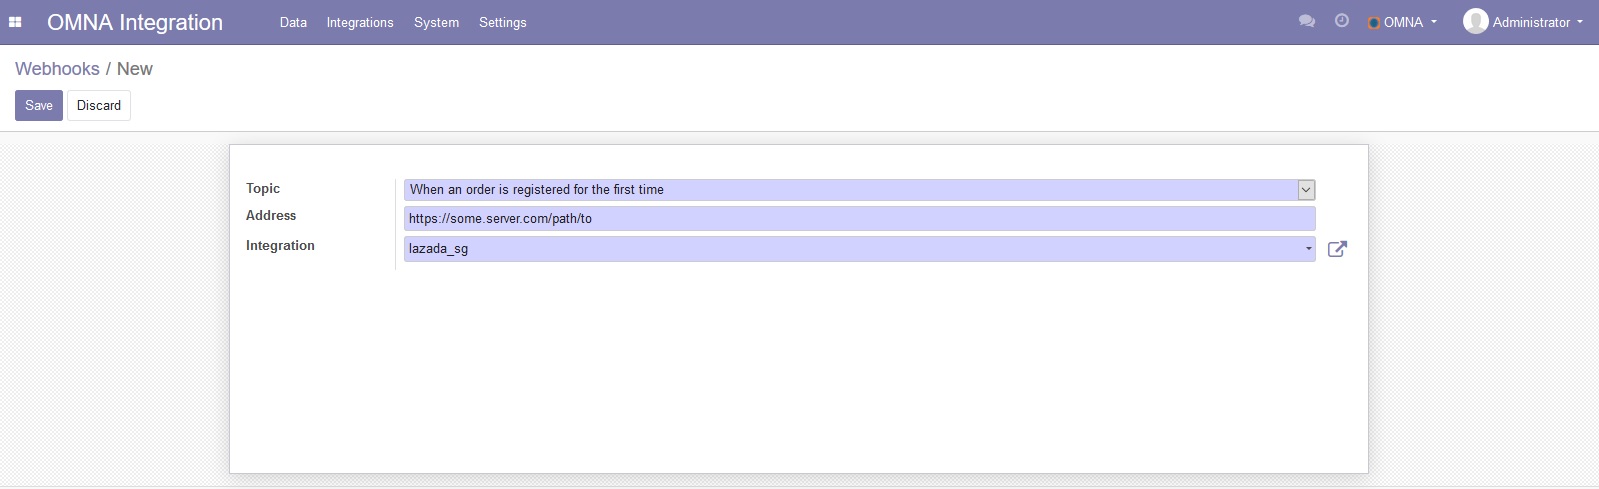 OMNA Integration Data Integrations System Settings OMNA Administrator
Webhooks / New
Save Discard
Topic When an order is registered for the first time
Address https://some.server.com/path/to
Integration lazada_sg